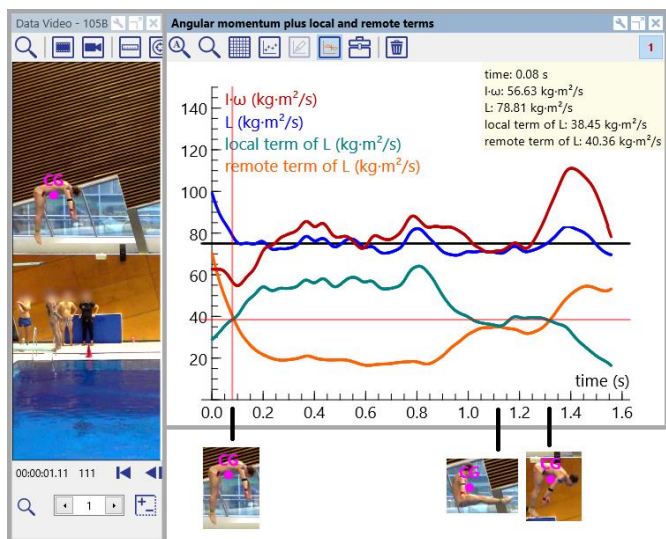 Data Video - 105B
Angular momentum plus local and remote terms
1
time: 0.08 s
I·ω: 56.63 kg·m²/s
L: 78.81 kg·m²/s
local term of L: 38.45 kg·m²/s
remote term of L: 40.36 kg·m²/s
I·ω (kg·m²/s)
L (kg·m²/s)
local term of L (kg·m²/s)
remote term of L (kg·m²/s)
140
120
100
80
60
40
20
0
time (s)
0.0 0.2 0.4 0.6 0.8 1.0 1.2 1.4 1.6
CG
00:00:01.11 111
1
CG
CG
CG